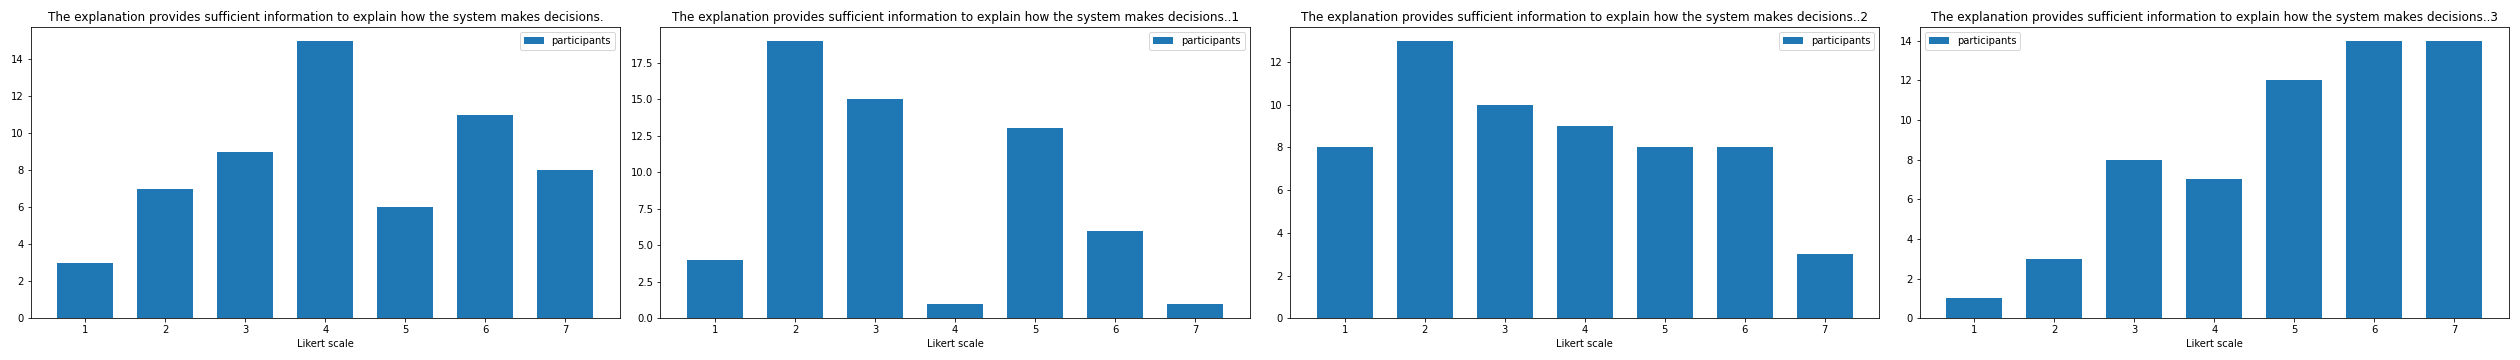 The explanation provides sufficient information to explain how the system makes decisions.
participants
14
12
10
8
6
4
2
0
1 2 3 4 5 6 7
Likert scale
The explanation provides sufficient information to explain how the system makes decisions..1
participants
17.5
15.0
12.5
10.0
7.5
5.0
2.5
0.0
1 2 3 4 5 6 7
Likert scale
The explanation provides sufficient information to explain how the system makes decisions..2
participants
12
10
8
6
4
2
0
1 2 3 4 5 6 7
Likert scale
The explanation provides sufficient information to explain how the system makes decisions..3
participants
14
12
10
8
6
4
2
0
1 2 3 4 5 6 7
Likert scale